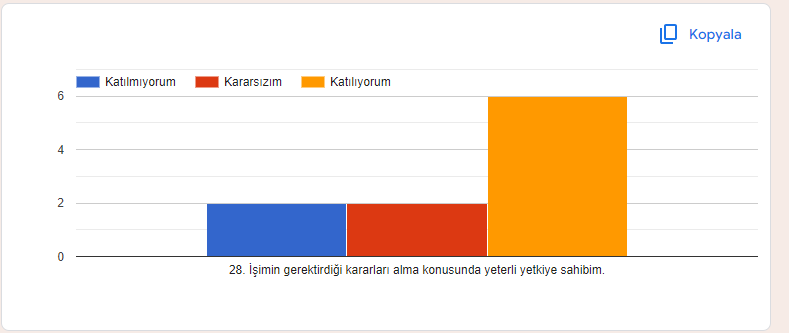 Kopyala
Katılmıyorum Kararsızım Katılıyorum
6
4
2
0
28. İşimin gerektirdiği kararları alma konusunda yeterli yetkiye sahibim.